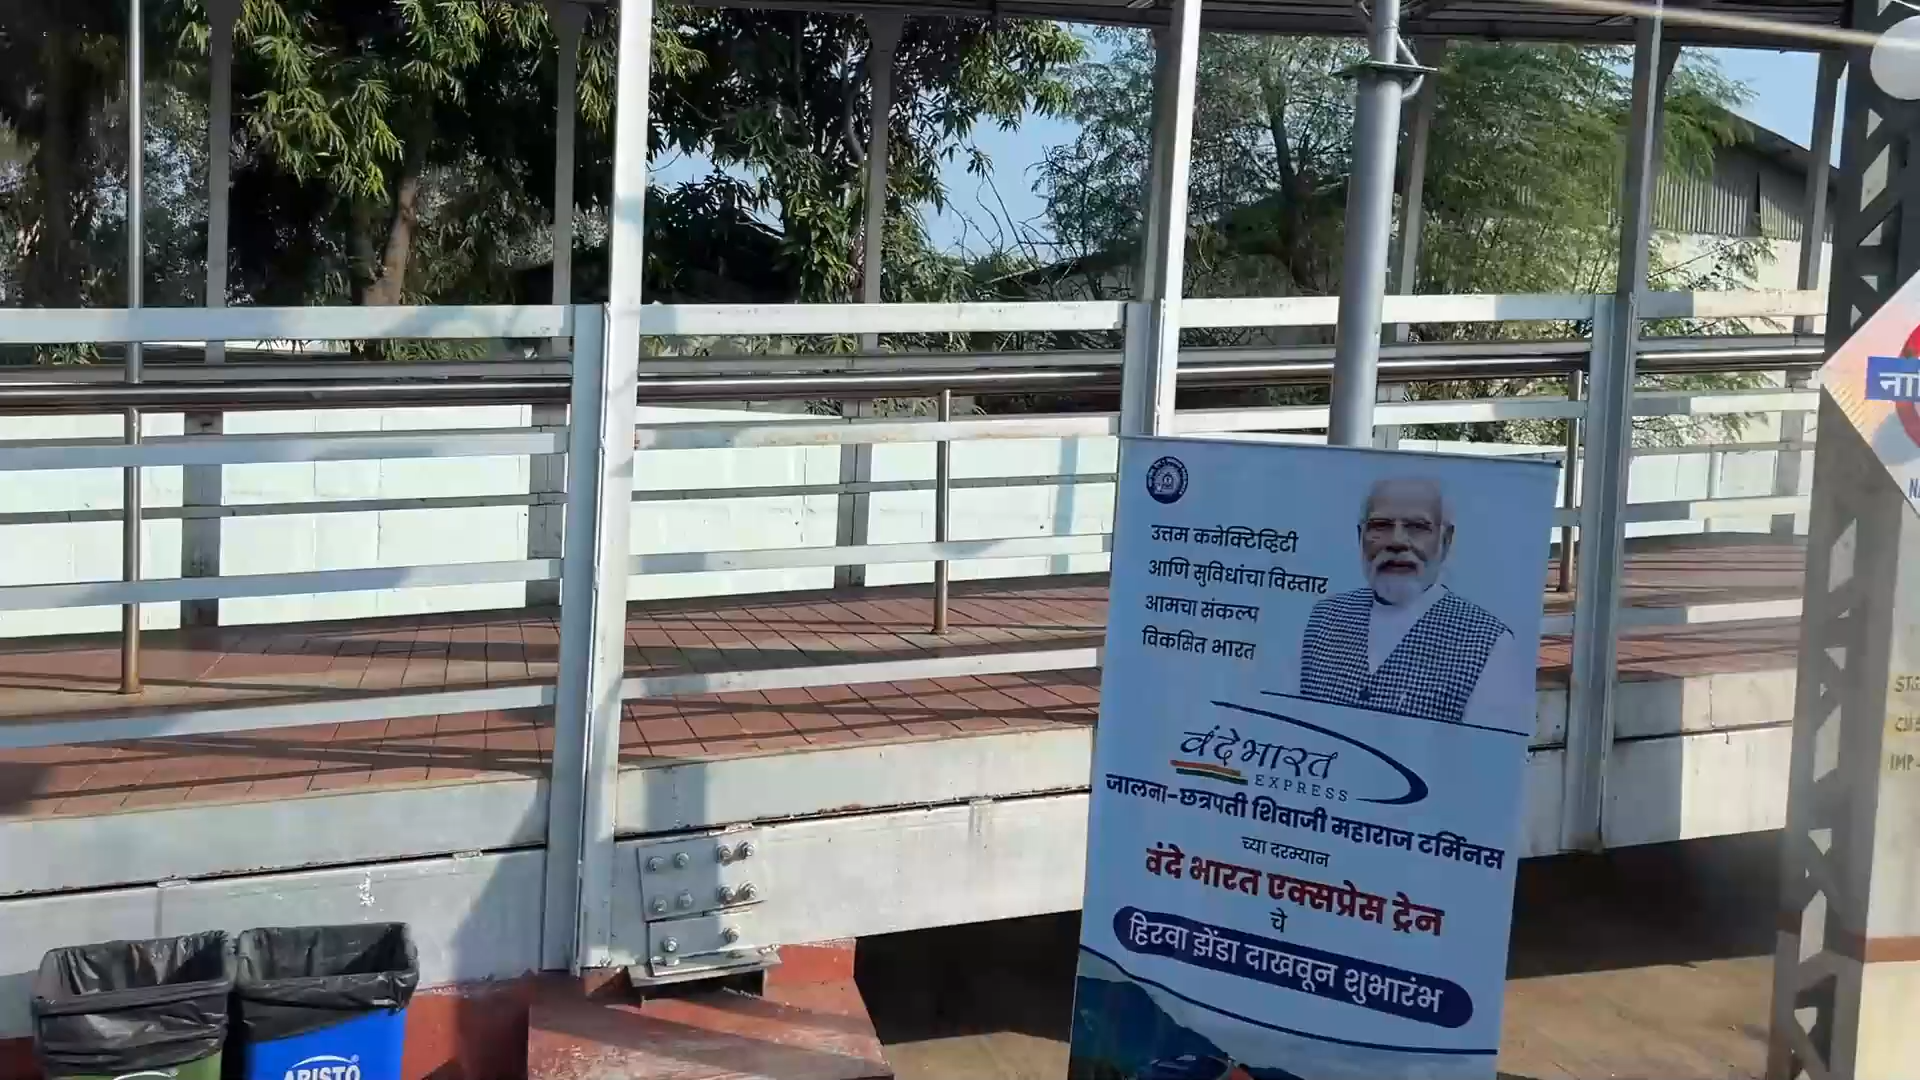 उत्तम कनेक्टिव्हिटी
आणि सुविधांचा विस्तार
आमचा संकल्प
विकसित भारत
वंदे भारत
EXPRESS
जालना-छत्रपती शिवाजी महाराज टर्मिनस
च्या दरम्यान
वंदे भारत एक्सप्रेस ट्रेन
चे
हिरवा झेंडा दाखवून शुभारंभ
ARISTO